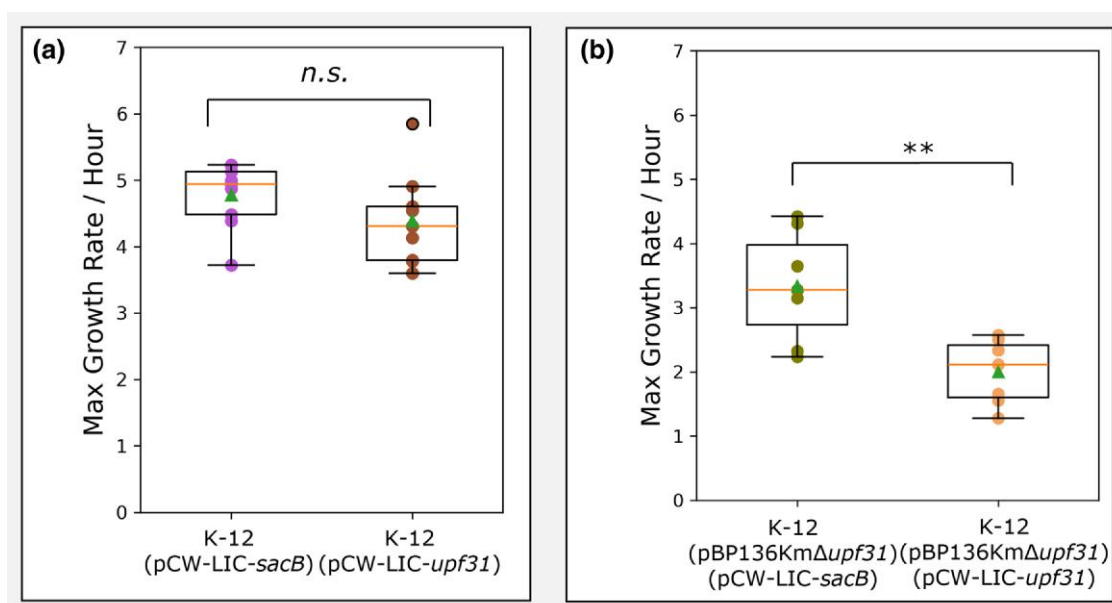 (a)
n.s.
Max Growth Rate / Hour
7
6
5
4
3
2
1
0
K-12
(pCW-LIC-sacB)
K-12
(pCW-LIC-upf31)
(b)
**
Max Growth Rate / Hour
7
6
5
4
3
2
1
0
K-12
(pBP136KmΔupf31)
(pCW-LIC-sacB)
K-12
(pBP136KmΔupf31)
(pCW-LIC-upf31)